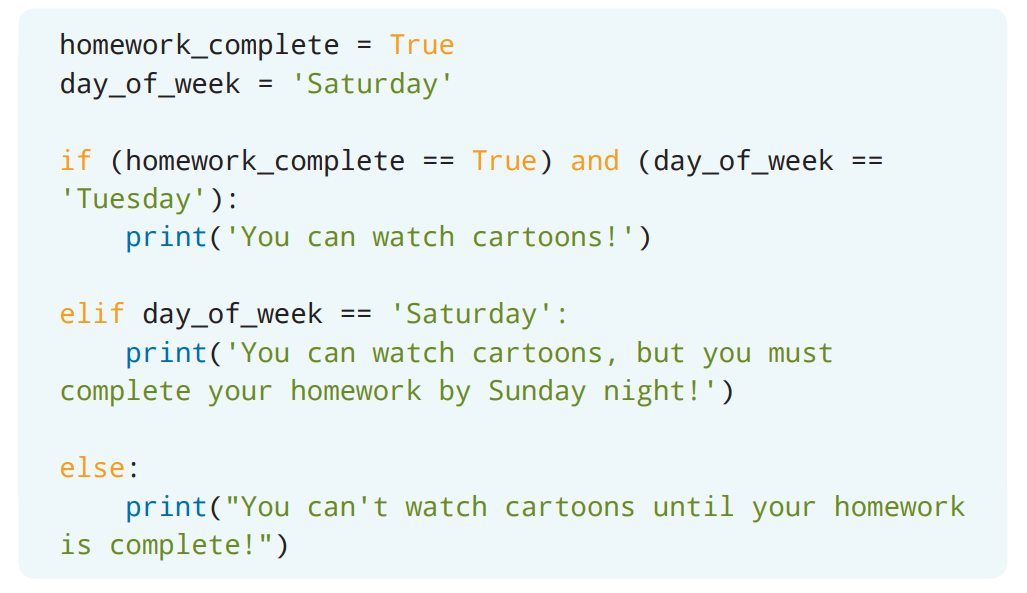 homework_complete = True
day_of_week = 'Saturday'

if (homework_complete == True) and (day_of_week ==
'Tuesday'):
    print('You can watch cartoons!')

elif day_of_week == 'Saturday':
    print('You can watch cartoons, but you must
complete your homework by Sunday night!')

else:
    print("You can't watch cartoons until your homework
is complete!")